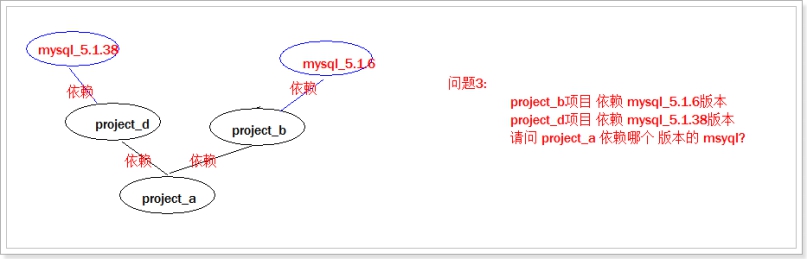 mysql_5.1.38
mysql_5.1.6
依赖
依赖
project_d
project_b
依赖
依赖
project_a
问题3:
project_b项目 依赖 mysql_5.1.6版本
project_d项目 依赖 mysql_5.1.38版本
请问 project_a 依赖哪个 版本的 msyql?